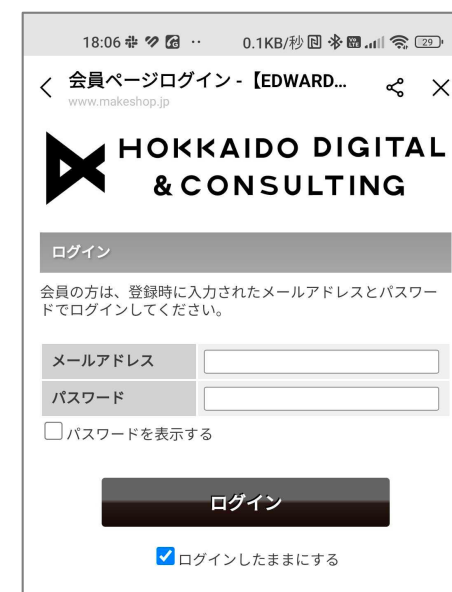 18:06 ·· 0.1KB/秒 29
会員ページログイン -【EDWARD...
www.makeshop.jp
HOKKAIDO DIGITAL
& CONSULTING
ログイン
会員の方は、登録時に入力されたメールアドレスとパスワー
ドでログインしてください。
メールアドレス
パスワード
パスワードを表示する
ログイン
ログインしたままにする